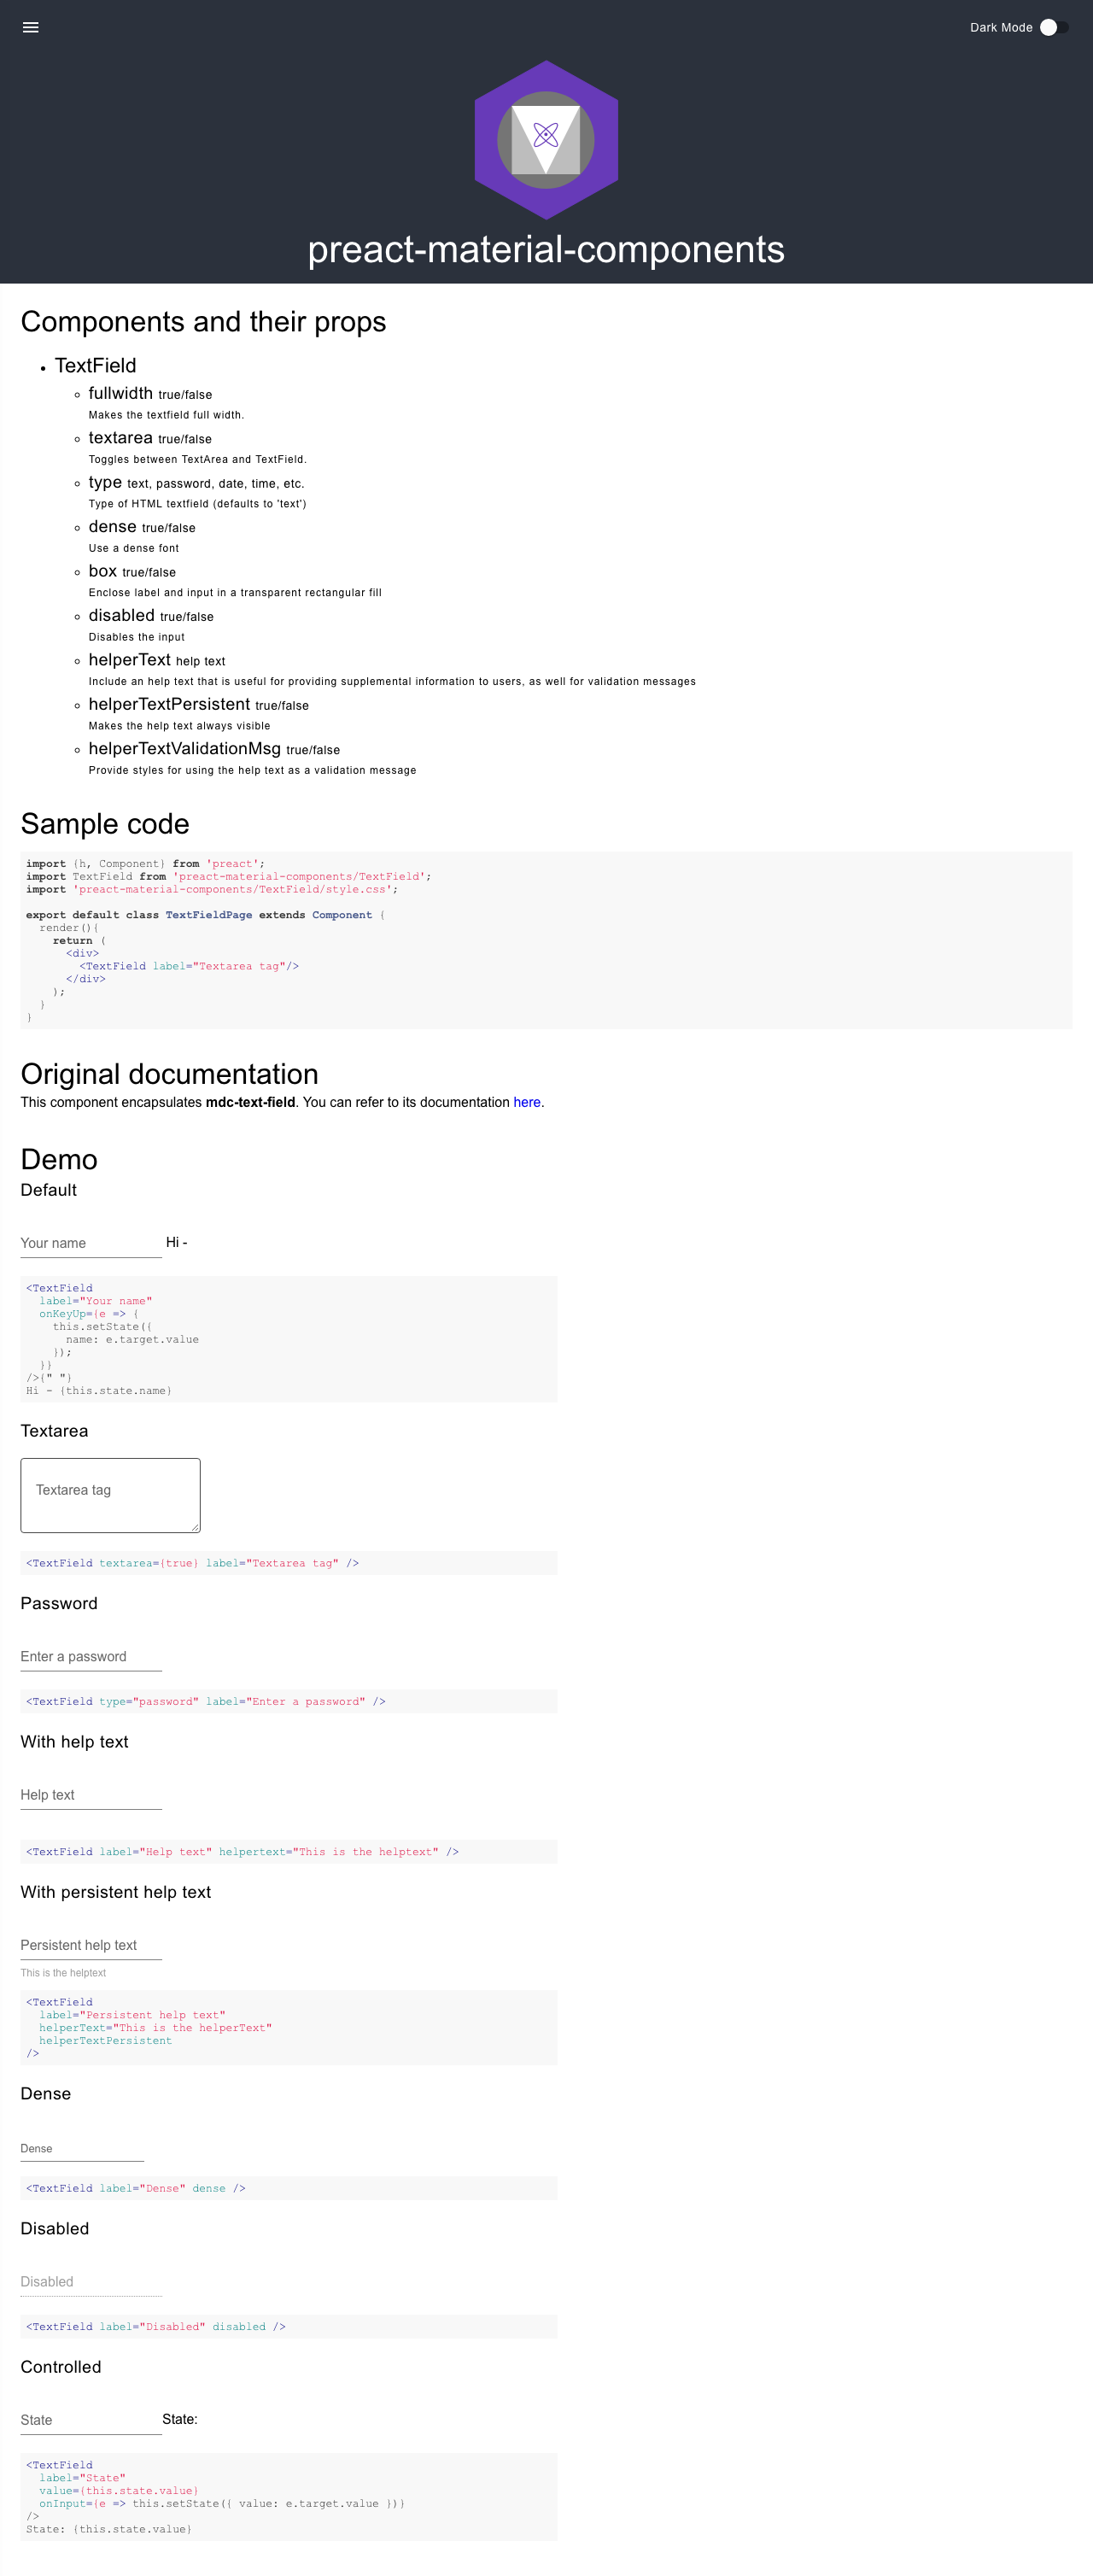 Dark Mode
preact-material-components
Components and their props
TextField
fullwidth true/false
Makes the textfield full width.
textarea true/false
Toggles between TextArea and TextField.
type text, password, date, time, etc.
Type of HTML textfield (defaults to 'text')
dense true/false
Use a dense font
box true/false
Enclose label and input in a transparent rectangular fill
disabled true/false
Disables the input
helperText help text
Include an help text that is useful for providing supplemental information to users, as well for validation messages
helperTextPersistent true/false
Makes the help text always visible
helperTextValidationMsg true/false
Provide styles for using the help text as a validation message
Sample code
import {h, Component} from 'preact';
import TextField from 'preact-material-components/TextField';
import 'preact-material-components/TextField/style.css';
export default class TextFieldPage extends Component {
  render(){
    return (
      <div>
        <TextField label="Textarea tag"/>
      </div>
    );
  }
}
Original documentation
This component encapsulates mdc-text-field. You can refer to its documentation here.
Demo
Default
Your name Hi -
<TextField
  label="Your name"
  onKeyUp={e => {
    this.setState({
      name: e.target.value
    });
  }}
/>{" "}
Hi - {this.state.name}
Textarea
Textarea tag
<TextField textarea={true} label="Textarea tag" />
Password
Enter a password
<TextField type="password" label="Enter a password" />
With help text
Help text
<TextField label="Help text" helpertext="This is the helptext" />
With persistent help text
Persistent help text
This is the helptext
<TextField
  label="Persistent help text"
  helperText="This is the helperText"
  helperTextPersistent
/>
Dense
Dense
<TextField label="Dense" dense />
Disabled
Disabled
<TextField label="Disabled" disabled />
Controlled
State State:
<TextField
  label="State"
  value={this.state.value}
  onInput={e => this.setState({ value: e.target.value })}
/>
State: {this.state.value}